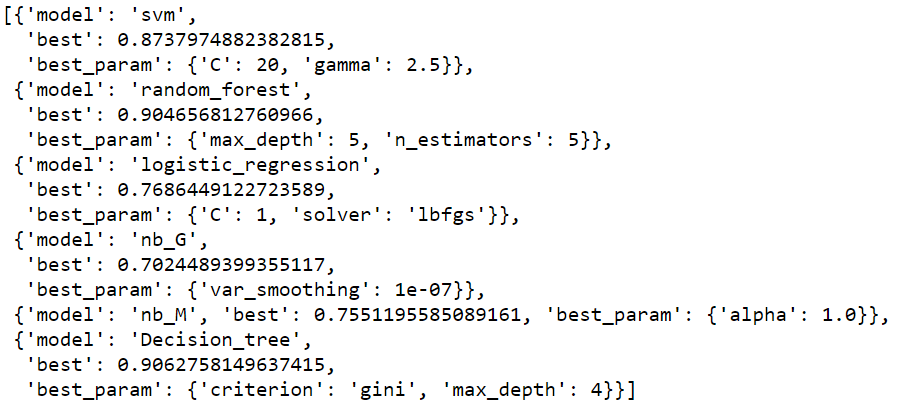 [{'model': 'svm',
'best': 0.8737974882382815,
'best_param': {'C': 20, 'gamma': 2.5}},
{'model': 'random_forest',
'best': 0.904656812760966,
'best_param': {'max_depth': 5, 'n_estimators': 5}},
{'model': 'logistic_regression',
'best': 0.7686449122723589,
'best_param': {'C': 1, 'solver': 'lbfgs'}},
{'model': 'nb_G',
'best': 0.7024489399355117,
'best_param': {'var_smoothing': 1e-07}},
{'model': 'nb_M', 'best': 0.7551195585089161, 'best_param': {'alpha': 1.0}},
{'model': 'Decision_tree',
'best': 0.9062758149637415,
'best_param': {'criterion': 'gini', 'max_depth': 4}}]